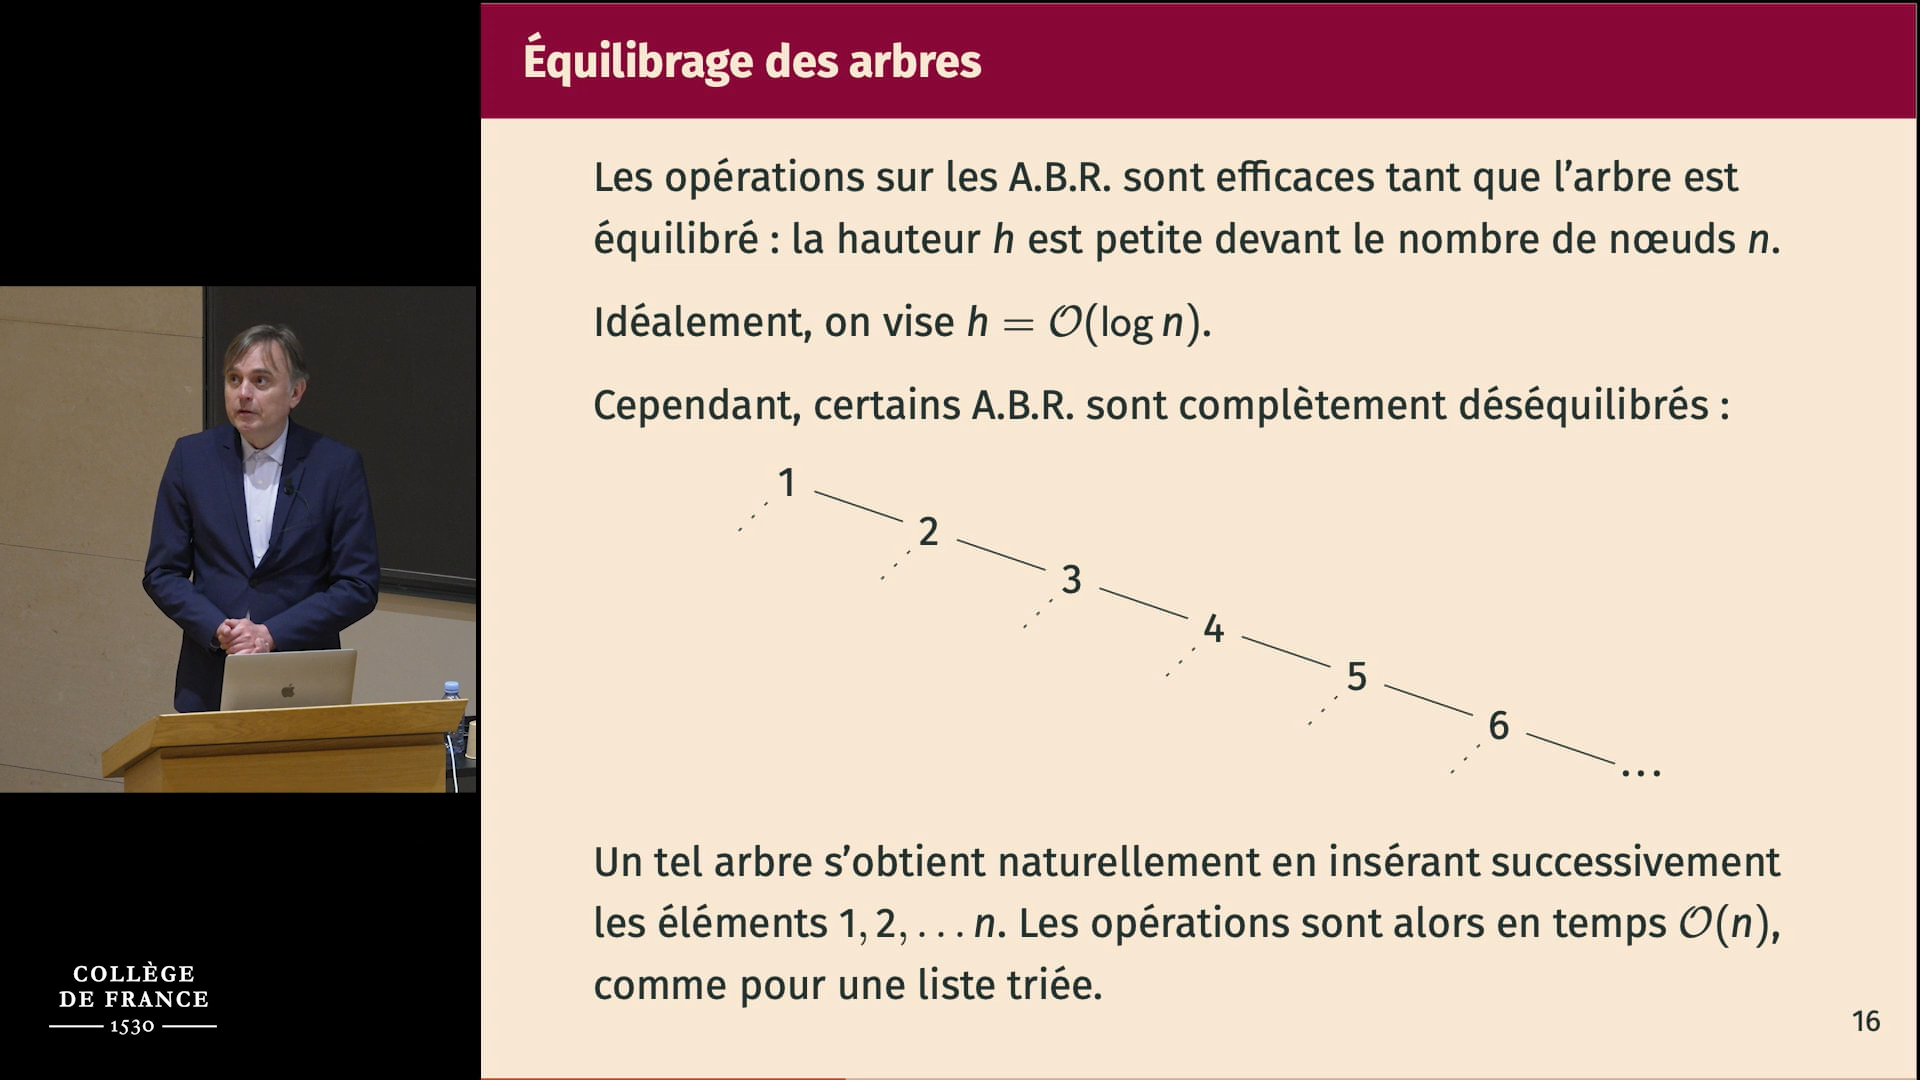 Équilibrage des arbres
Les opérations sur les A.B.R. sont efficaces tant que l’arbre est
équilibré : la hauteur h est petite devant le nombre de nœuds n.
Idéalement, on vise h = O(log n).
Cependant, certains A.B.R. sont complètement déséquilibrés :
1
2
3
4
5
6
...
Un tel arbre s’obtient naturellement en insérant successivement
les éléments 1, 2, . . . n. Les opérations sont alors en temps O(n),
comme pour une liste triée.
16
COLLÈGE
DE FRANCE
1530